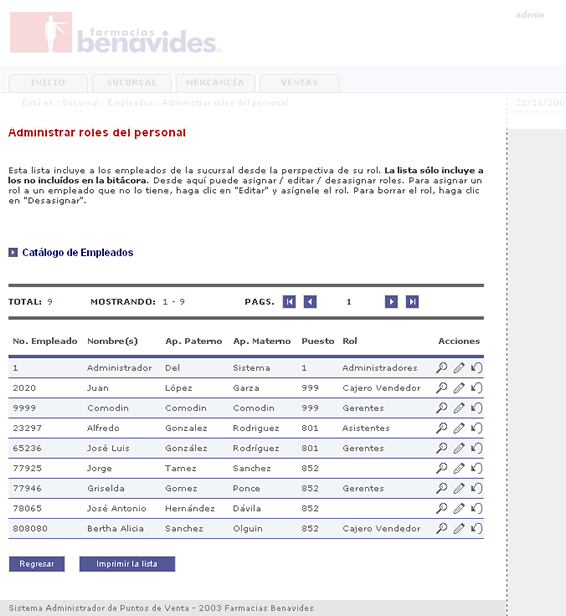 farmacias
benavides
admin
INICIO SUCURSAL MERCANCÍA VENTAS
Esta en : Sucursal : Empleados : Administrar roles del personal
21/11/200
Administrar roles del personal
Esta lista incluye a los empleados de la sucursal desde la perspectiva de su rol. La lista sólo incluye a
los no incluídos en la bitácora. Desde aquí puede asignar / editar / desasignar roles. Para asignar un
rol a un empleado que no lo tiene, haga clic en "Editar" y asígnele el rol. Para borrar el rol, haga clic
en "Desasignar".
Catálogo de Empleados
TOTAL: 9 MOSTRANDO: 1 - 9 PAGS. 1
No. Empleado Nombre(s) Ap. Paterno Ap. Materno Puesto Rol Acciones
1 Administrador Del Sistema 1 Administradores
2020 Juan López Garza 999 Cajero Vendedor
9999 Comodin Comodin Comodin 999 Gerentes
23297 Alfredo Gonzalez Rodriguez 801 Asistentes
65236 José Luis González Rodríguez 801 Gerentes
77925 Jorge Tamez Sanchez 852
77946 Griselda Gomez Ponce 852 Gerentes
78065 José Antonio Hernández Dávila 852
808080 Bertha Alicia Sanchez Olguin 852 Cajero Vendedor
Regresar Imprimir la lista
Sistema Administrador de Puntos de Venta - 2003 Farmacias Benavides